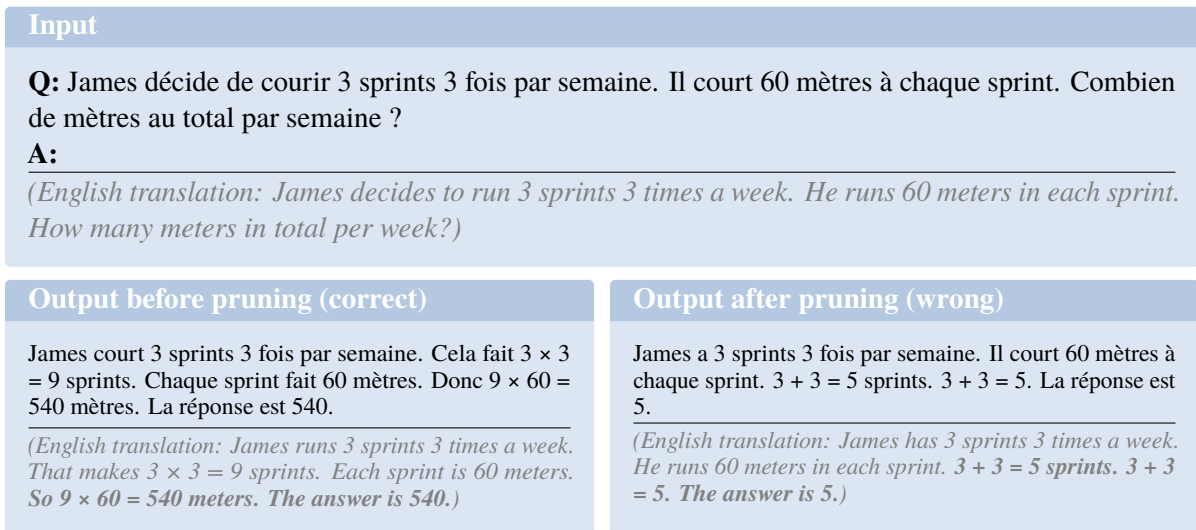 Input
Q: James décide de courir 3 sprints 3 fois par semaine. Il court 60 mètres à chaque sprint. Combien
de mètres au total par semaine ?
A:
(English translation: James decides to run 3 sprints 3 times a week. He runs 60 meters in each sprint.
How many meters in total per week?)
Output before pruning (correct)
James court 3 sprints 3 fois par semaine. Cela fait 3 × 3
= 9 sprints. Chaque sprint fait 60 mètres. Donc 9 × 60 =
540 mètres. La réponse est 540.
(English translation: James runs 3 sprints 3 times a week.
That makes 3 × 3 = 9 sprints. Each sprint is 60 meters.
So 9 × 60 = 540 meters. The answer is 540.)
Output after pruning (wrong)
James a 3 sprints 3 fois par semaine. Il court 60 mètres à
chaque sprint. 3 + 3 = 5 sprints. 3 + 3 = 5. La réponse est
5.
(English translation: James has 3 sprints 3 times a week.
He runs 60 meters in each sprint. 3 + 3 = 5 sprints. 3 + 3
= 5. The answer is 5.)